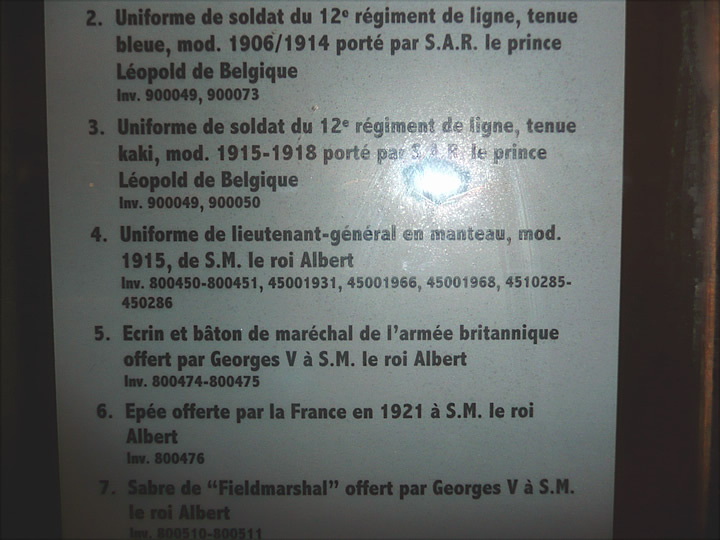 2. Uniforme de soldat du 12e régiment de ligne, tenue
bleue, mod. 1906/1914 porté par S.A.R. le prince
Léopold de Belgique
Inv. 900049, 900073
3. Uniforme de soldat du 12e régiment de ligne, tenue
kaki, mod. 1915-1918 porté par S.A.R. le prince
Léopold de Belgique
Inv. 900049, 900050
4. Uniforme de lieutenant-général en manteau, mod.
1915, de S.M. le roi Albert
Inv. 800450-800451, 45001931, 45001966, 45001968, 4510285-
450286
5. Ecrin et bâton de maréchal de l'armée britannique
offert par Georges V à S.M. le roi Albert
Inv. 800474-800475
6. Epée offerte par la France en 1921 à S.M. le roi
Albert
Inv. 800476
7. Sabre de “Fieldmarshal” offert par Georges V à S.M.
le roi Albert
Inv. 800510-800511